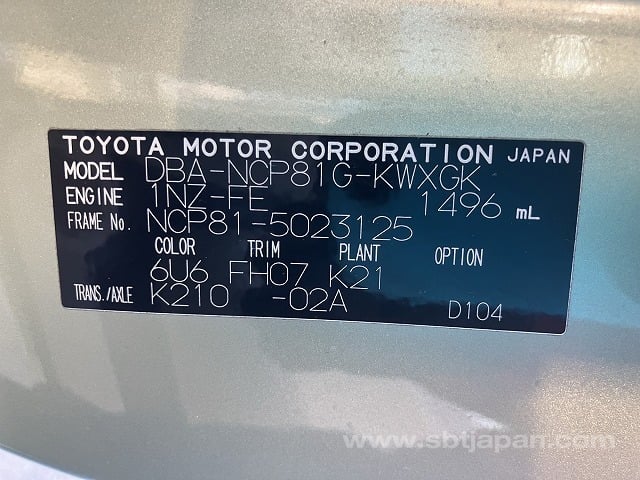 TOYOTA MOTOR CORPORATION JAPAN
MODEL DBA-NCP81G-KWXGK
ENGINE 1NZ-FE 1496 mL
FRAME No. NCP81-5023125
COLOR TRIM PLANT OPTION
6U6 FH07 K21
TRANS./AXLE K210 -02A D104
www.sbtjapan.com